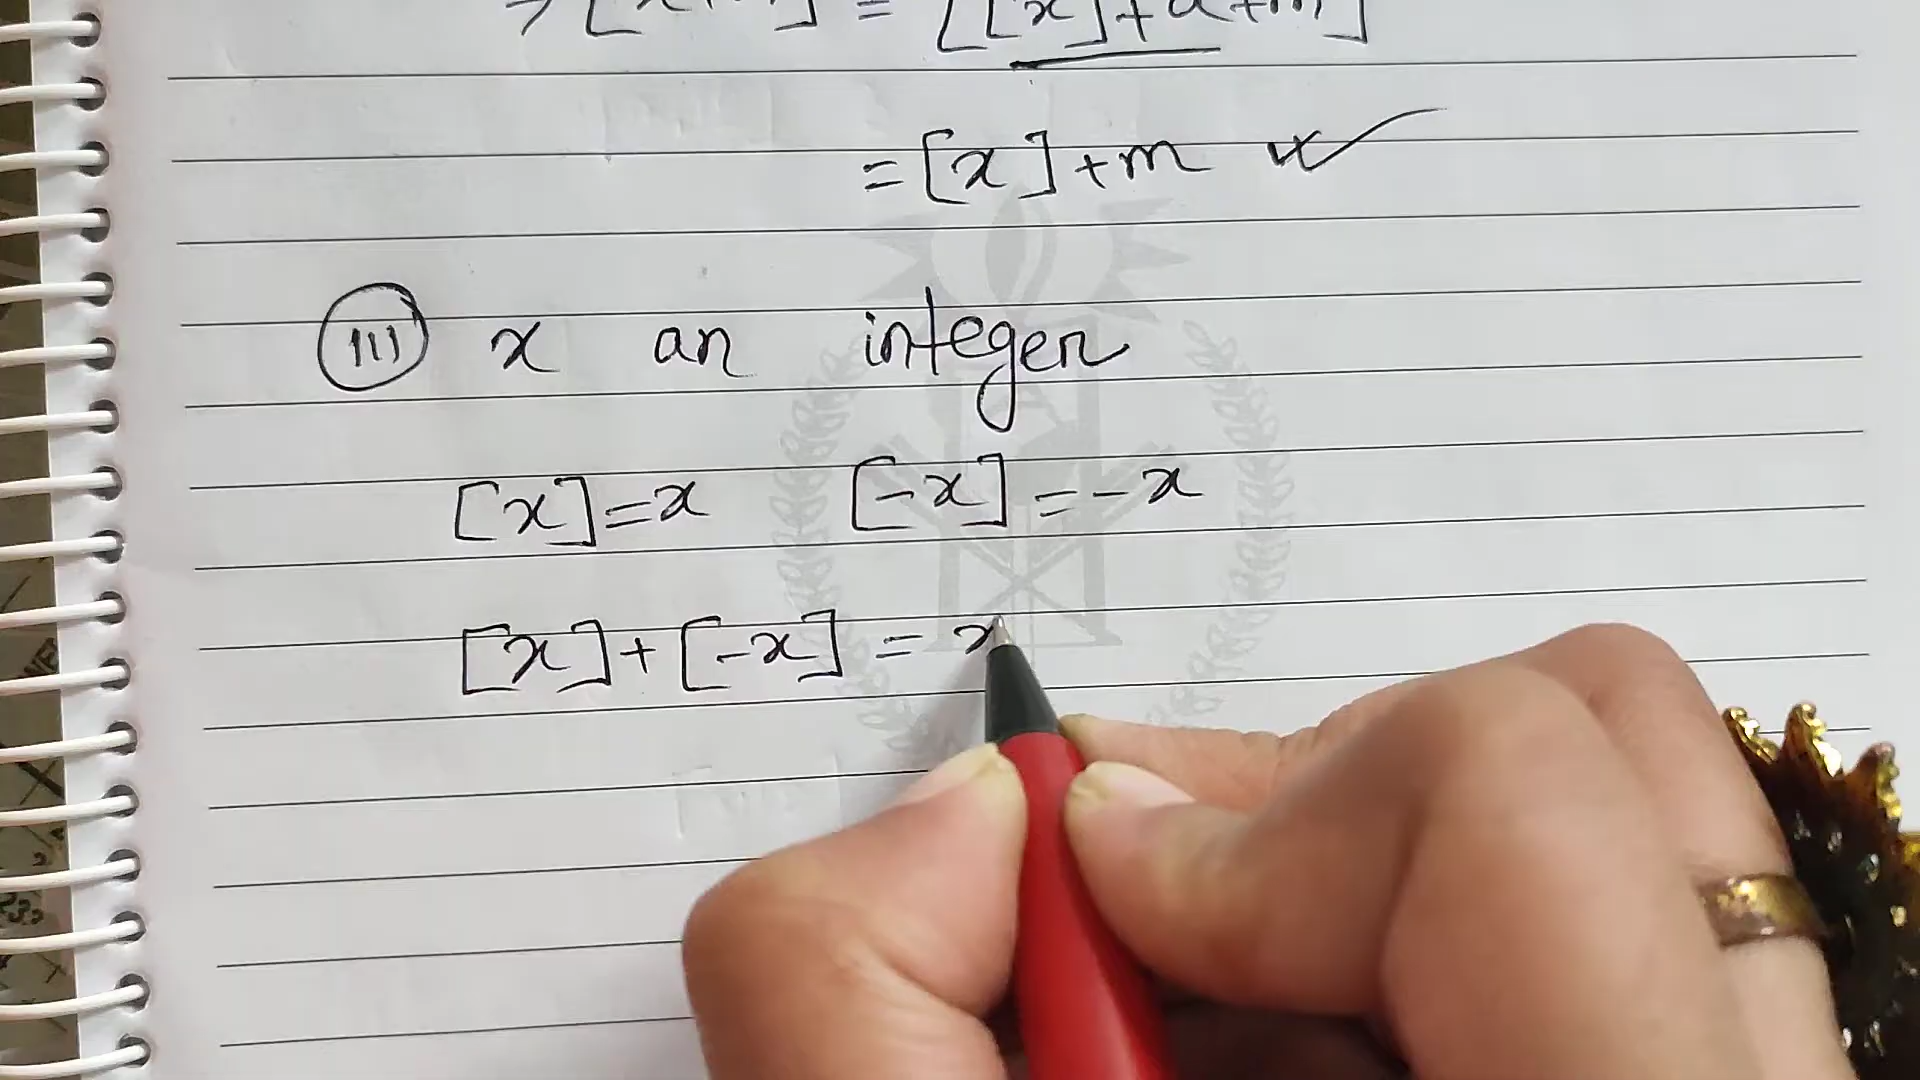 = [[x]+a+m]
= [x]+m
(III) x an integer
[x]=x [-x]=-x
[x]+[-x] = x